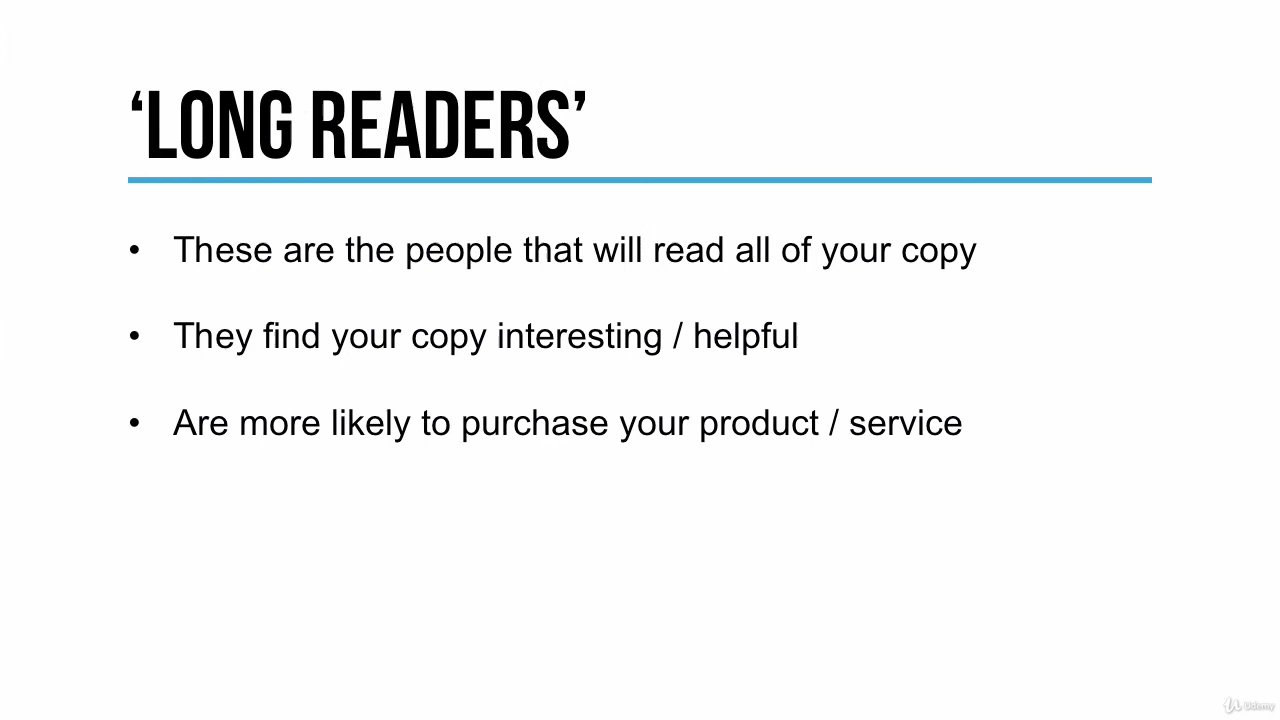 ‘LONG READERS’
• These are the people that will read all of your copy
• They find your copy interesting / helpful
• Are more likely to purchase your product / service
Udemy